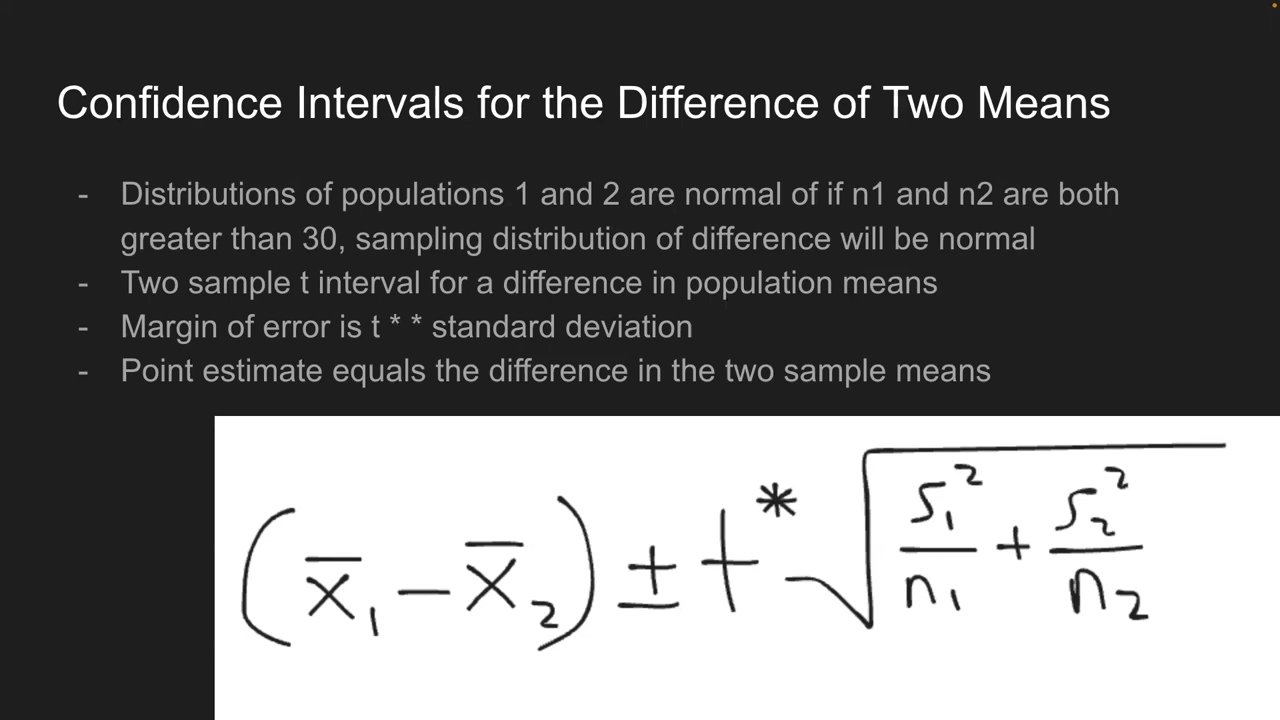 Confidence Intervals for the Difference of Two Means
- Distributions of populations 1 and 2 are normal of if n1 and n2 are both
greater than 30, sampling distribution of difference will be normal
- Two sample t interval for a difference in population means
- Margin of error is t * * standard deviation
- Point estimate equals the difference in the two sample means
(x̄₁ − x̄₂) ± t* √(s₁²/n₁ + s₂²/n₂)